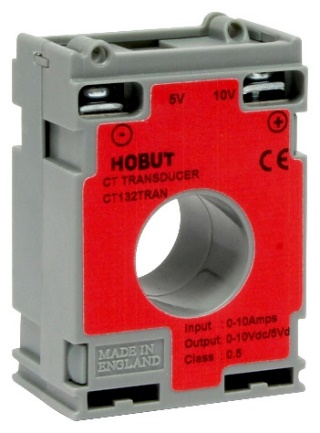 5V 10V
- +
HOBUT
CE
CT TRANSDUCER
CT132TRAN
Input : 0-10Amps
Output: 0-10Vdc/5Vd
Class : 0.5
MADE IN
ENGLAND